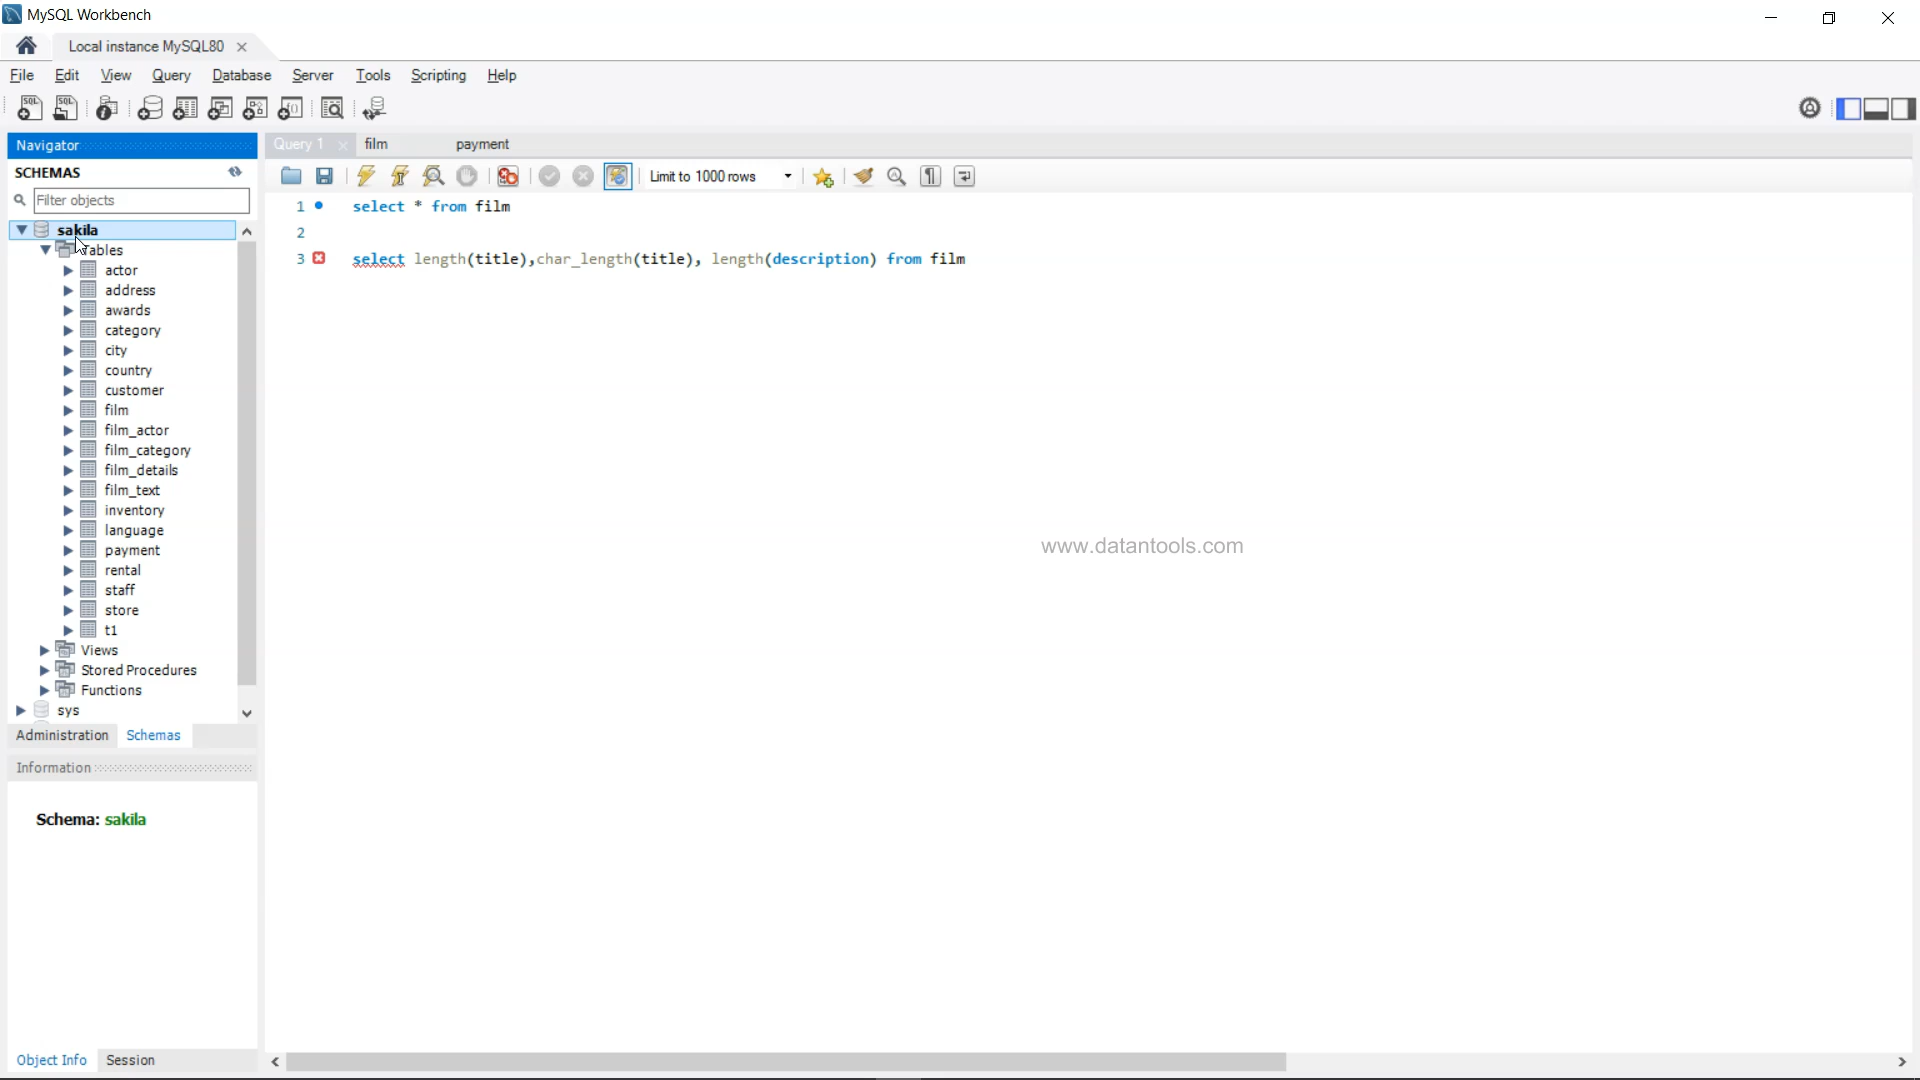 MySQL Workbench
Local instance MySQL80
File Edit View Query Database Server Tools Scripting Help
Navigator
SCHEMAS
Filter objects
sakila
Tables
actor
address
awards
category
city
country
customer
film
film_actor
film_category
film_details
film_text
inventory
language
payment
rental
staff
store
t1
Views
Stored Procedures
Functions
sys
Administration Schemas
Information
Schema: sakila
Object Info Session
Query 1 film payment
Limit to 1000 rows
1 select * from film
2
3 select length(title),char_length(title), length(description) from film
www.datantools.com